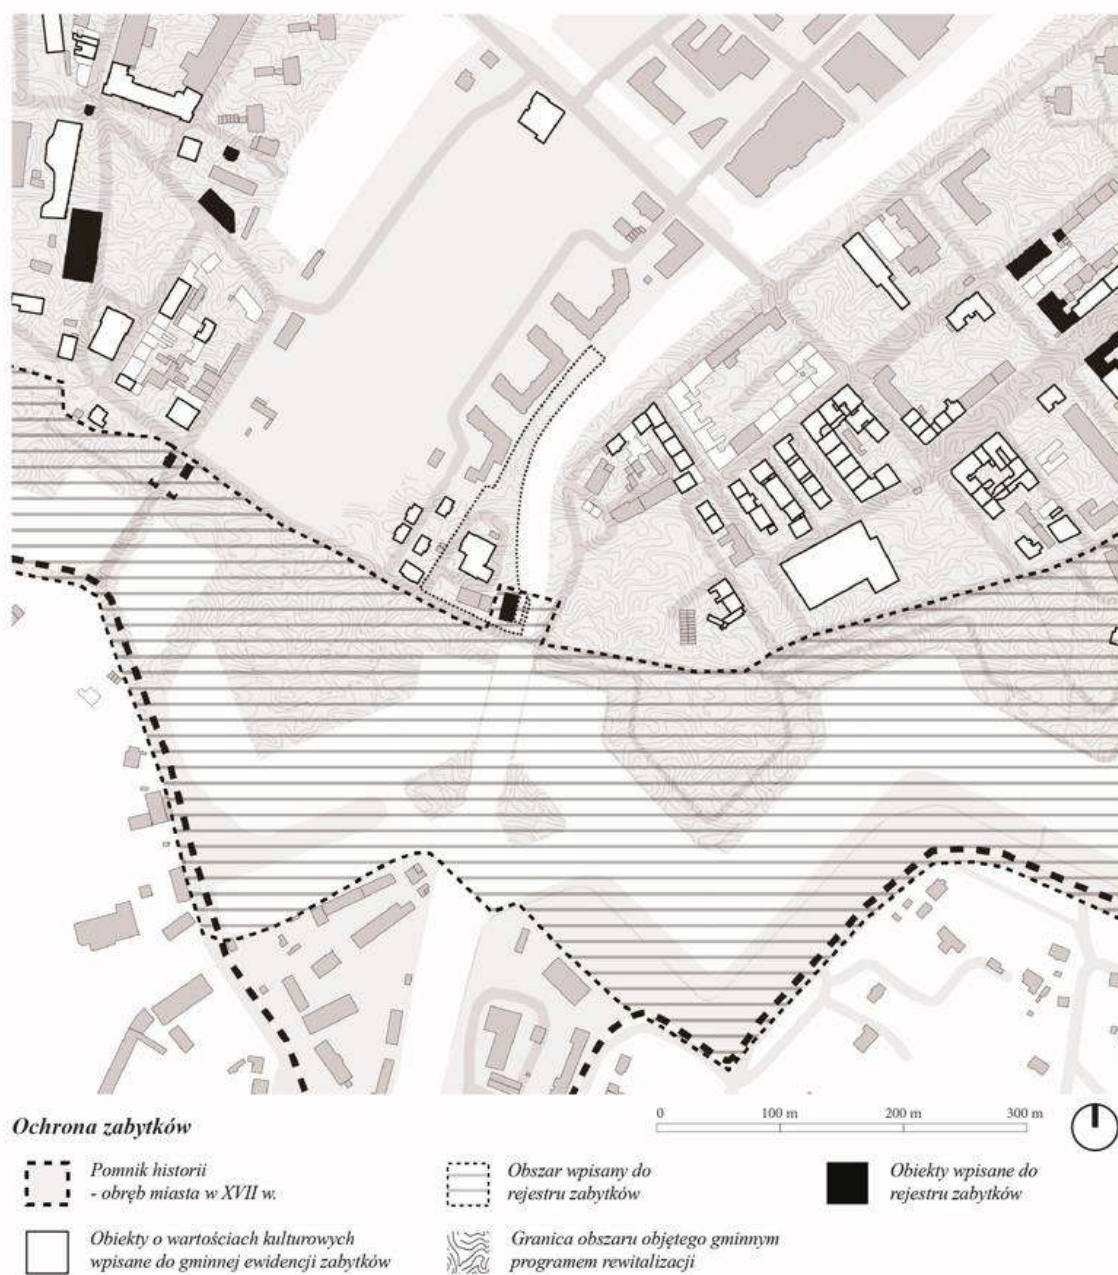 Ochrona zabytków
0 100 m 200 m 300 m
Pomnik historii
- obręb miasta w XVII w.
Obszar wpisany do
rejestru zabytków
Obiekty wpisane do
rejestru zabytków
Obiekty o wartościach kulturowych
wpisane do gminnej ewidencji zabytków
Granica obszaru objętego gminnym
programem rewitalizacji